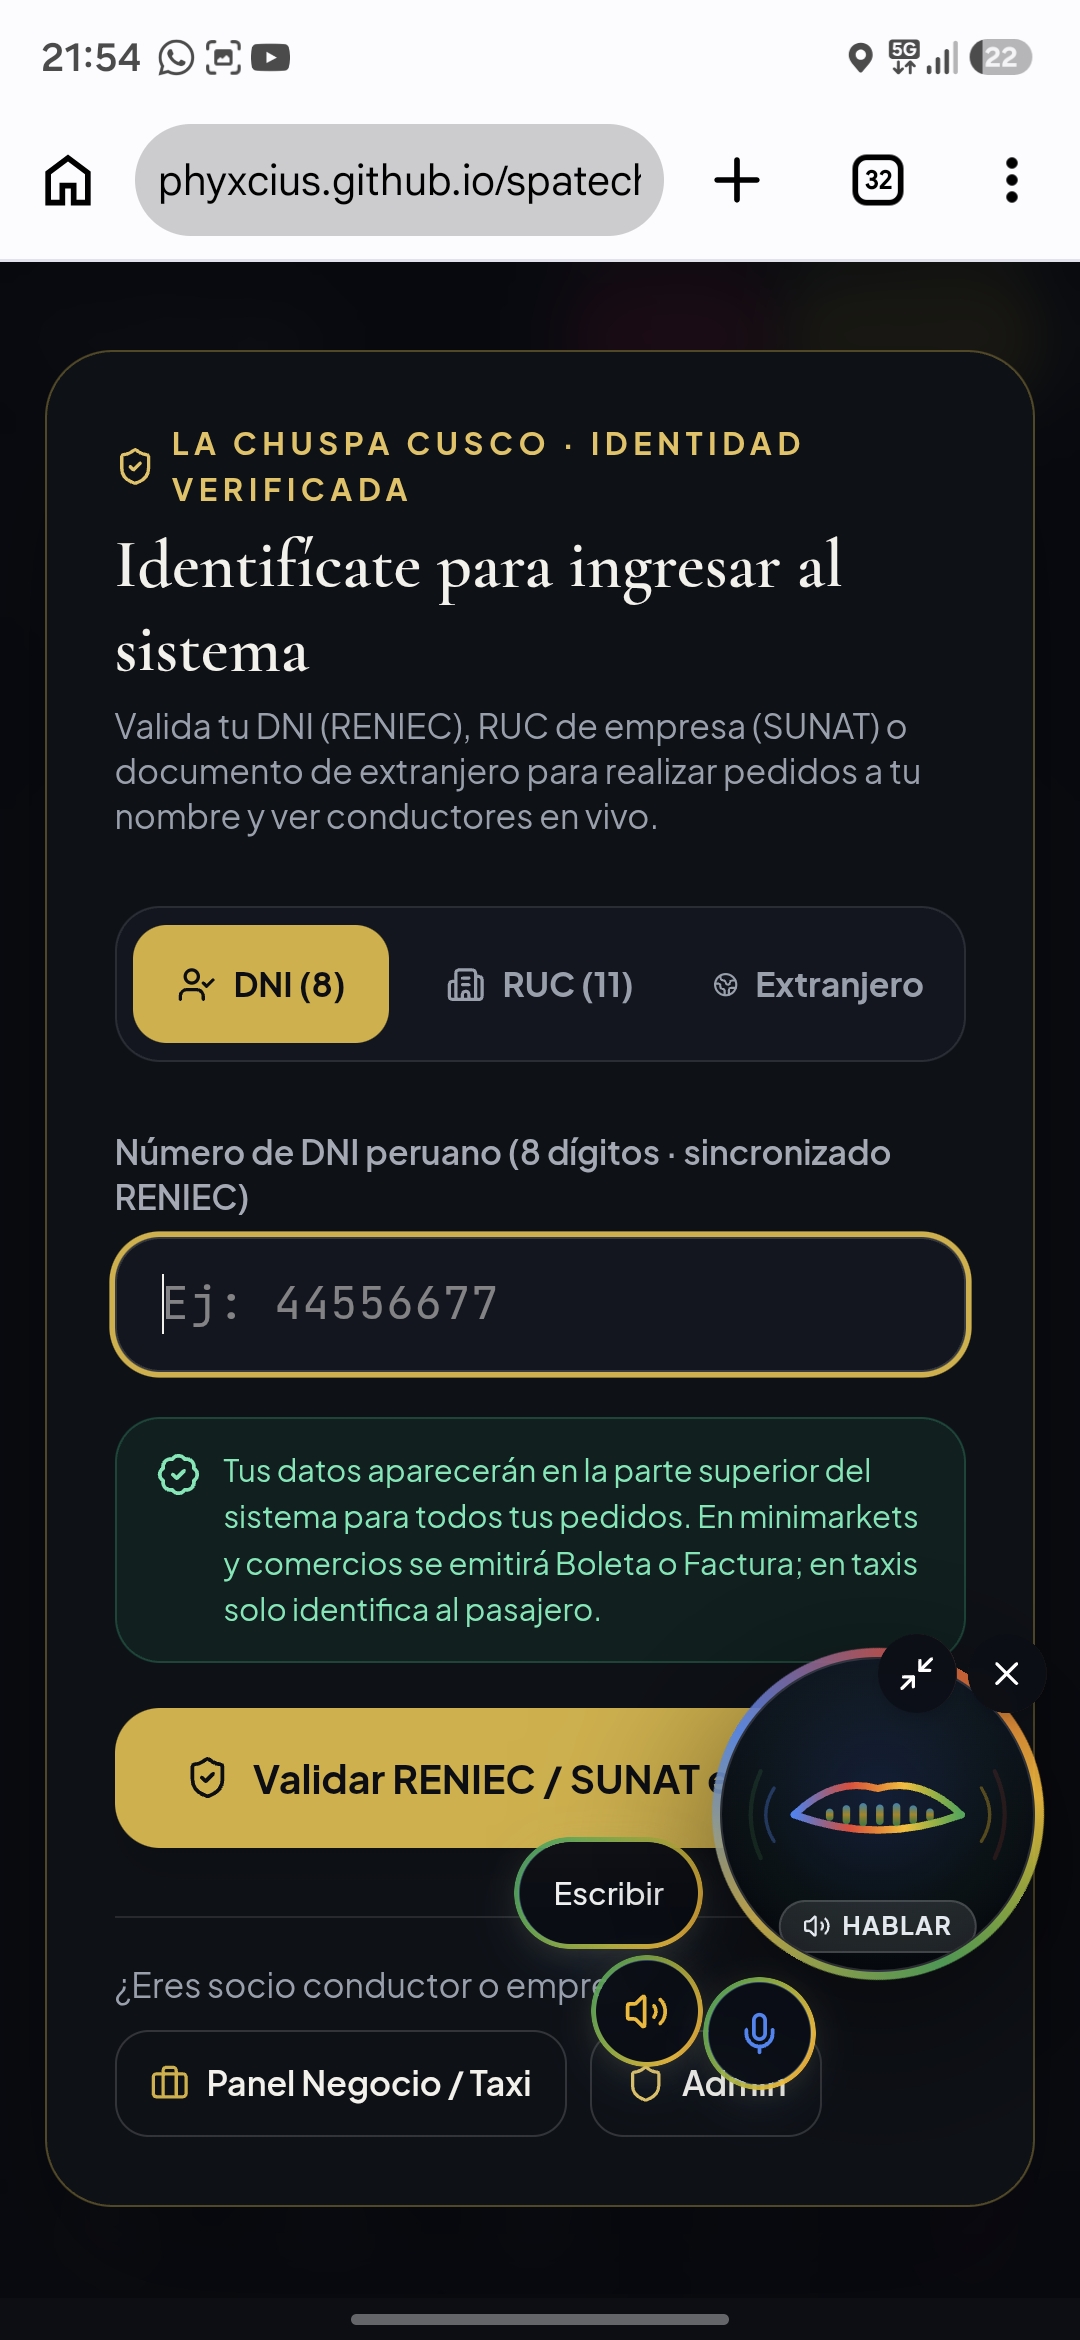 21:54
5G
22
phyxcius.github.io/spatech
32
LA CHUSPA CUSCO · IDENTIDAD
VERIFICADA
Identifícate para ingresar al
sistema
Valida tu DNI (RENIEC), RUC de empresa (SUNAT) o
documento de extranjero para realizar pedidos a tu
nombre y ver conductores en vivo.
DNI (8)
RUC (11)
Extranjero
Número de DNI peruano (8 dígitos · sincronizado
RENIEC)
Ej: 44556677
Tus datos aparecerán en la parte superior del
sistema para todos tus pedidos. En minimarkets
y comercios se emitirá Boleta o Factura; en taxis
solo identifica al pasajero.
Validar RENIEC / SUNAT
Escribir
HABLAR
¿Eres socio conductor o
Panel Negocio / Taxi
Admin